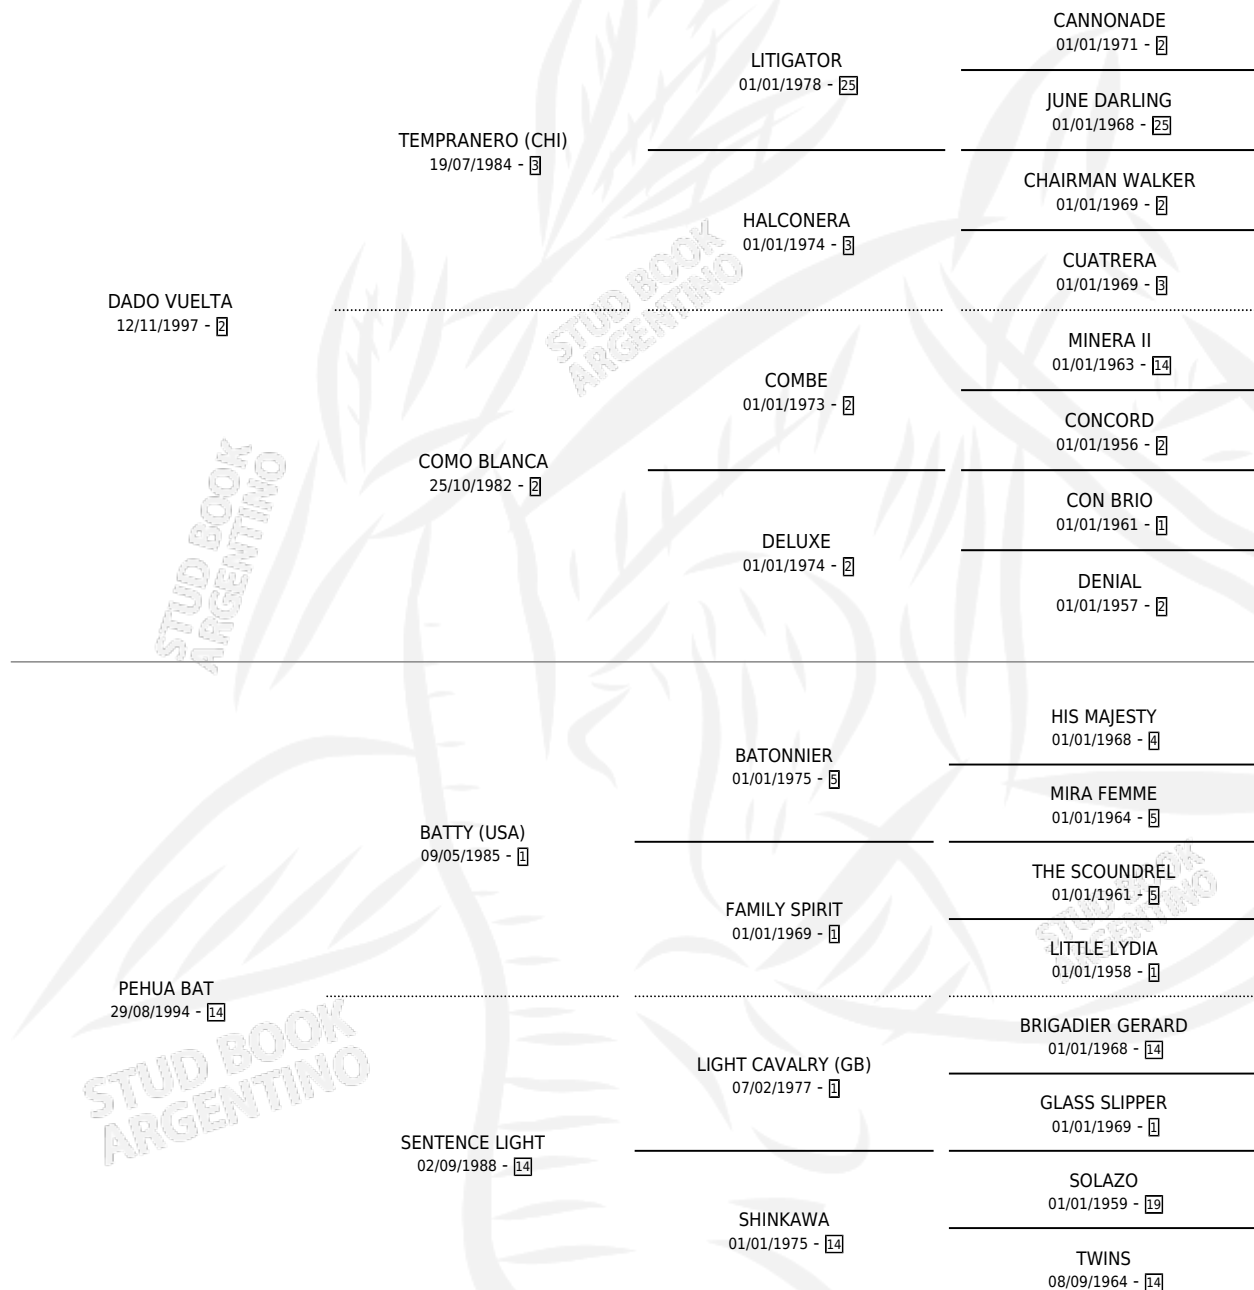 CANNONADE
01/01/1971 - 2
LITIGATOR
01/01/1978 - 25
JUNE DARLING
01/01/1968 - 25
TEMPRANERO (CHI)
19/07/1984 - 3
CHAIRMAN WALKER
01/01/1969 - 2
HALCONERA
01/01/1974 - 3
CUATRERA
01/01/1969 - 3
DADO VUELTA
12/11/1997 - 2
STUD BOOK
ARGENTINO
MINERA II
01/01/1963 - 14
COMBE
01/01/1973 - 2
CONCORD
01/01/1956 - 2
COMO BLANCA
25/10/1982 - 2
CON BRIO
01/01/1961 - 1
DELUXE
01/01/1974 - 2
DENIAL
01/01/1957 - 2
STUD BOOK
ARGENTINO
HIS MAJESTY
01/01/1968 - 4
BATONNIER
01/01/1975 - 5
MIRA FEMME
01/01/1964 - 5
BATTY (USA)
09/05/1985 - 1
THE SCOUNDREL
01/01/1961 - 5
FAMILY SPIRIT
01/01/1969 - 1
LITTLE LYDIA
01/01/1958 - 1
STUD BOOK
ARGENTINO
PEHUA BAT
29/08/1994 - 14
BRIGADIER GERARD
01/01/1968 - 14
LIGHT CAVALRY (GB)
07/02/1977 - 1
GLASS SLIPPER
01/01/1969 - 1
STUD BOOK
ARGENTINO
SENTENCE LIGHT
02/09/1988 - 14
SOLAZO
01/01/1959 - 19
SHINKAWA
01/01/1975 - 14
TWINS
08/09/1964 - 14